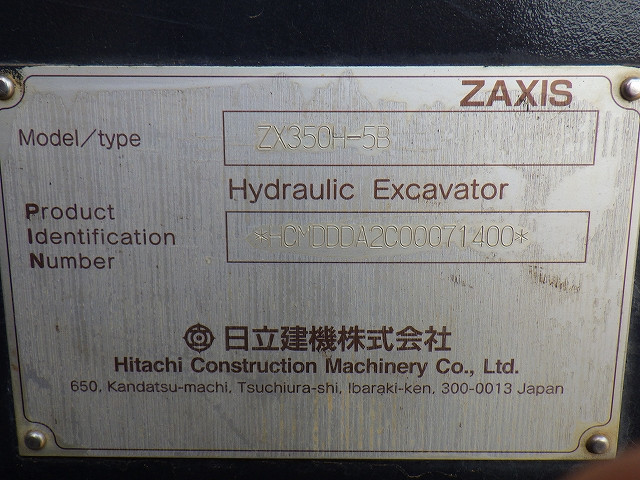 ZAXIS
Model/type ZX350H-5B
Hydraulic Excavator
Product
Identification
Number
*HCMDDDA2C00071400*
日立建機株式会社
Hitachi Construction Machinery Co., Ltd.
650, Kandatsu-machi, Tsuchiura-shi, Ibaraki-ken, 300-0013 Japan